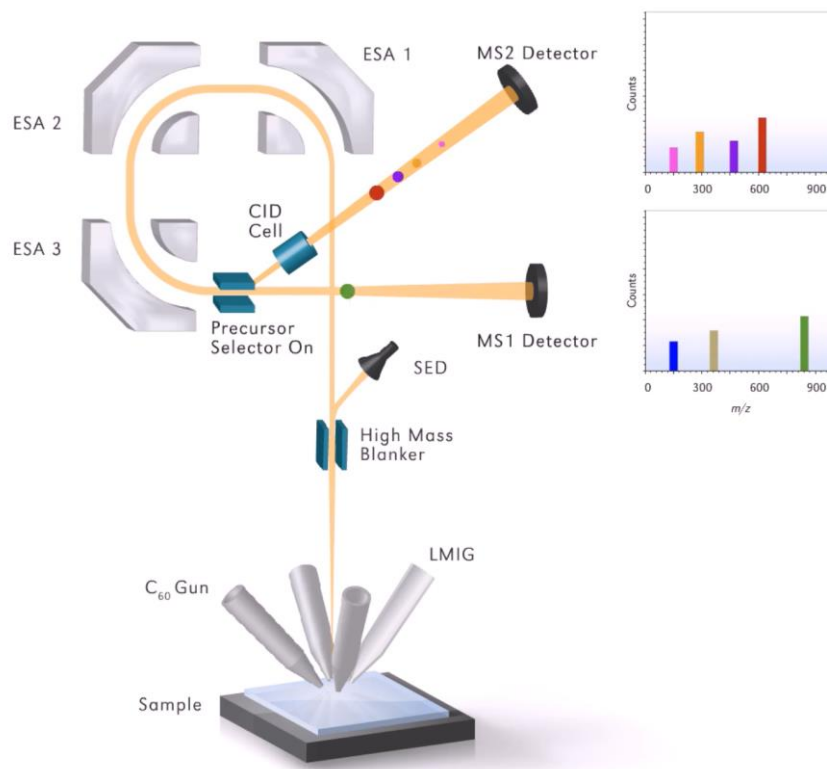 ESA 1
MS2 Detector
ESA 2
CID
Cell
ESA 3
Precursor
Selector On
MS1 Detector
SED
High Mass
Blanker
LMIG
C₆₀ Gun
Sample
Counts
0 300 600 900
Counts
0 300 600 900
m/z